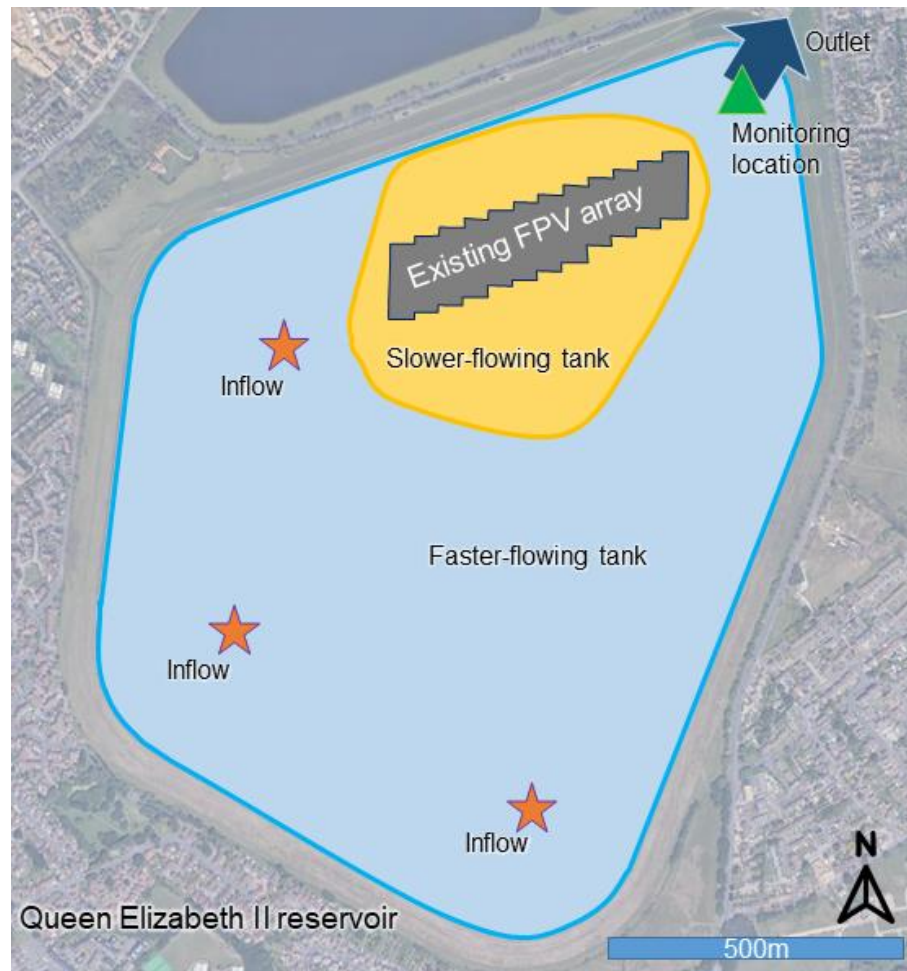 Outlet
Monitoring
location
Existing FPV array
Slower-flowing tank
Inflow
Faster-flowing tank
Inflow
Inflow
N
Queen Elizabeth II reservoir
500m